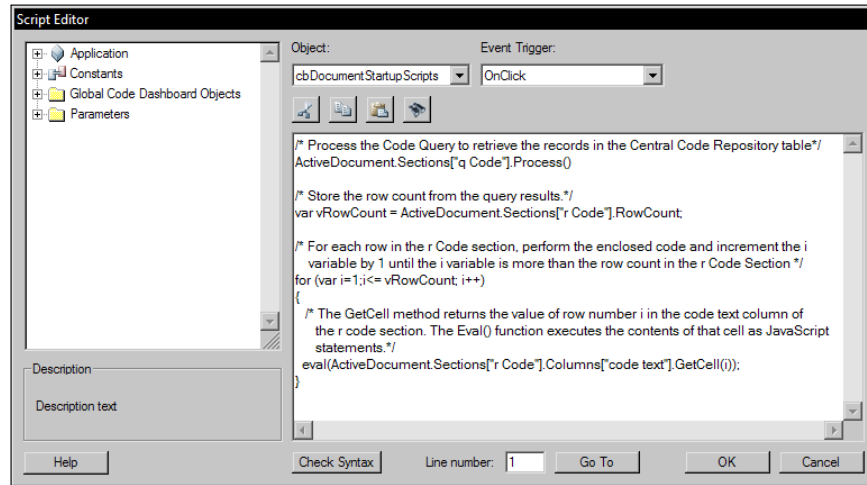 Script Editor
Application
Constants
Global Code Dashboard Objects
Parameters
Description
Description text
Object:
Event Trigger:
cbDocumentStartupScripts
OnClick
/* Process the Code Query to retrieve the records in the Central Code Repository table*/
ActiveDocument.Sections["q Code"].Process()
/* Store the row count from the query results.*/
var vRowCount = ActiveDocument.Sections["r Code"].RowCount;
/* For each row in the r Code section, perform the enclosed code and increment the i
variable by 1 until the i variable is more than the row count in the r Code Section */
for (var i=1;i<= vRowCount; i++)
{
/* The GetCell method returns the value of row number i in the code text column of
the r code section. The Eval() function executes the contents of that cell as JavaScript
statements.*/
eval(ActiveDocument.Sections["r Code"].Columns["code text"].GetCell(i));
}
Help
Check Syntax
Line number:
1
Go To
OK
Cancel